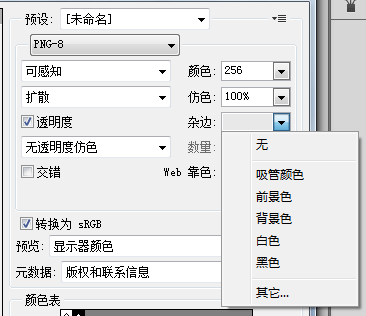 预设: [未命名]
PNG-8
可感知 颜色: 256
扩散 仿色: 100%
透明度 杂边:
无透明度仿色 数量:
交错 Web 靠色:
无
吸管颜色
前景色
背景色
白色
黑色
其它...
转换为 sRGB
预览: 显示器颜色
元数据: 版权和联系信息
颜色表